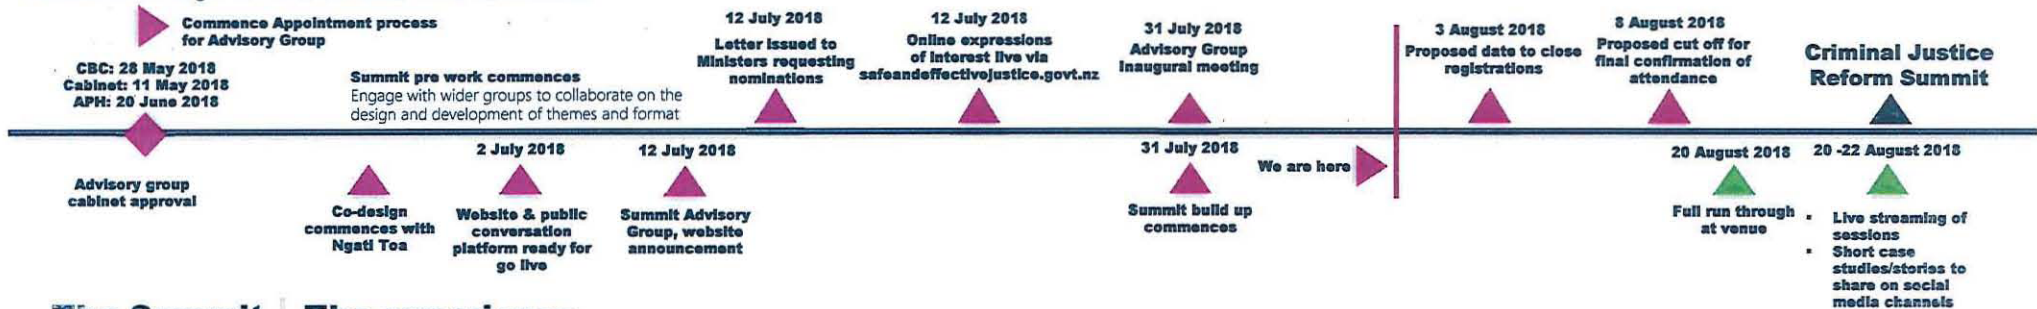 Commence Appointment process
for Advisory Group
CBC: 28 May 2018
Cabinet: 11 May 2018
APH: 20 June 2018
Advisory group
cabinet approval
Summit pre work commences
Engage with wider groups to collaborate on the
design and development of themes and format
Co-design
commences with
Ngati Toa
2 July 2018
Website & public
conversation
platform ready for
go live
12 July 2018
Summit Advisory
Group, website
announcement
12 July 2018
Letter issued to
Ministers requesting
nominations
12 July 2018
Online expressions
of interest live via
safeandeffectivejustice.govt.nz
31 July 2018
Advisory Group
Inaugural meeting
31 July 2018
Summit build up
commences
We are here
3 August 2018
Proposed date to close
registrations
8 August 2018
Proposed cut off for
final confirmation of
attendance
Criminal Justice
Reform Summit
20 August 2018
Full run through
at venue
20 -22 August 2018
▪ Live streaming of
sessions
▪ Short case
studies/stories to
share on social
media channels
Summit